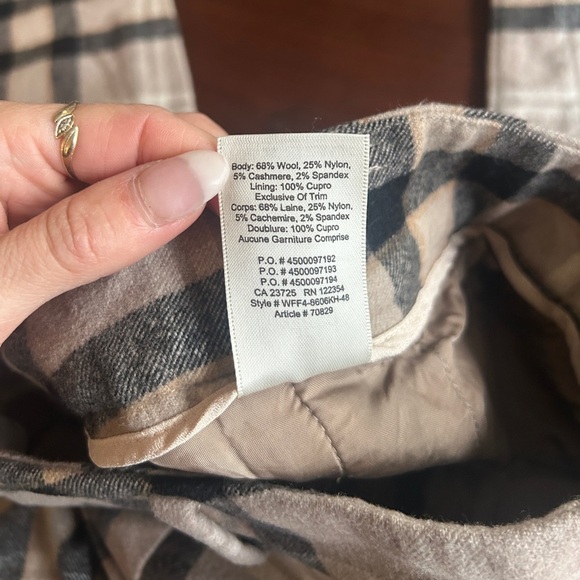 Body: 68% Wool, 25% Nylon,
5% Cashmere, 2% Spandex
Lining: 100% Cupro
Exclusive Of Trim
Corps: 68% Laine, 25% Nylon,
5% Cachemire, 2% Spandex
Doublure: 100% Cupro
Aucune Garniture Comprise
P.O. # 4500097192
P.O. # 4500097193
P.O. # 4500097194
CA 23725 RN 122354
Style # WFF4-8606KH-48
Article # 70829